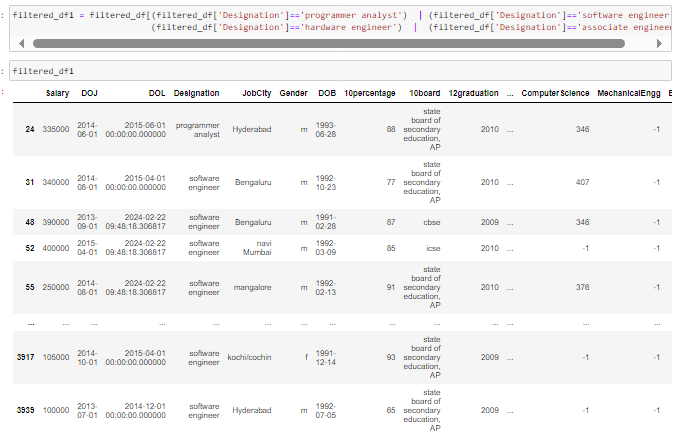 : filtered_df1 = filtered_df[(filtered_df['Designation']=='programmer analyst') | (filtered_df['Designation']=='software engineer
(filtered_df['Designation']=='hardware engineer') | (filtered_df['Designation']=='associate engineer
: filtered_df1
:
Salary DOJ DOL Designation JobCity Gender DOB 10percentage 10board 12graduation ... ComputerScience MechanicalEngg E
24 335000 2014-06-01 2015-06-01 00:00:00.000000 programmer analyst Hyderabad m 1993-06-28 88 state board of secondary education, AP 2010 ... 346 -1
31 340000 2014-06-01 2015-04-01 00:00:00.000000 software engineer Bengaluru m 1992-10-23 77 state board of secondary education, AP 2010 ... 407 -1
48 390000 2013-09-01 2024-02-22 09:48:18.306817 software engineer Bengaluru m 1991-02-28 87 cbse 2009 ... 346 -1
52 400000 2015-04-01 2024-02-22 09:48:18.306817 software engineer navi Mumbai m 1992-03-09 85 icse 2010 ... -1 -1
55 250000 2014-08-01 2024-02-22 09:48:18.306817 software engineer mangalore m 1992-02-13 91 state board of secondary education, AP 2010 ... 376 -1
... ... ... ... ... ... ... ... ... ... ... ... ... ...
3917 105000 2014-10-01 2015-04-01 00:00:00.000000 software engineer kochi/cochin f 1991-12-14 93 state board of secondary education, AP 2009 ... -1 -1
3939 100000 2013-07-01 2014-12-01 00:00:00.000000 software engineer Hyderabad m 1992-07-05 65 state board of secondary education, AP 2009 ... -1 -1